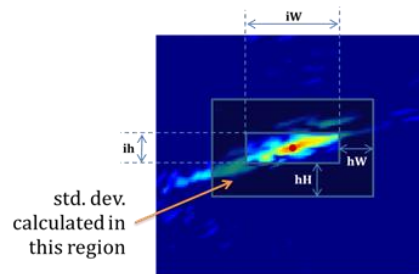 iW
ih
hW
hH
std. dev.
calculated in
this region